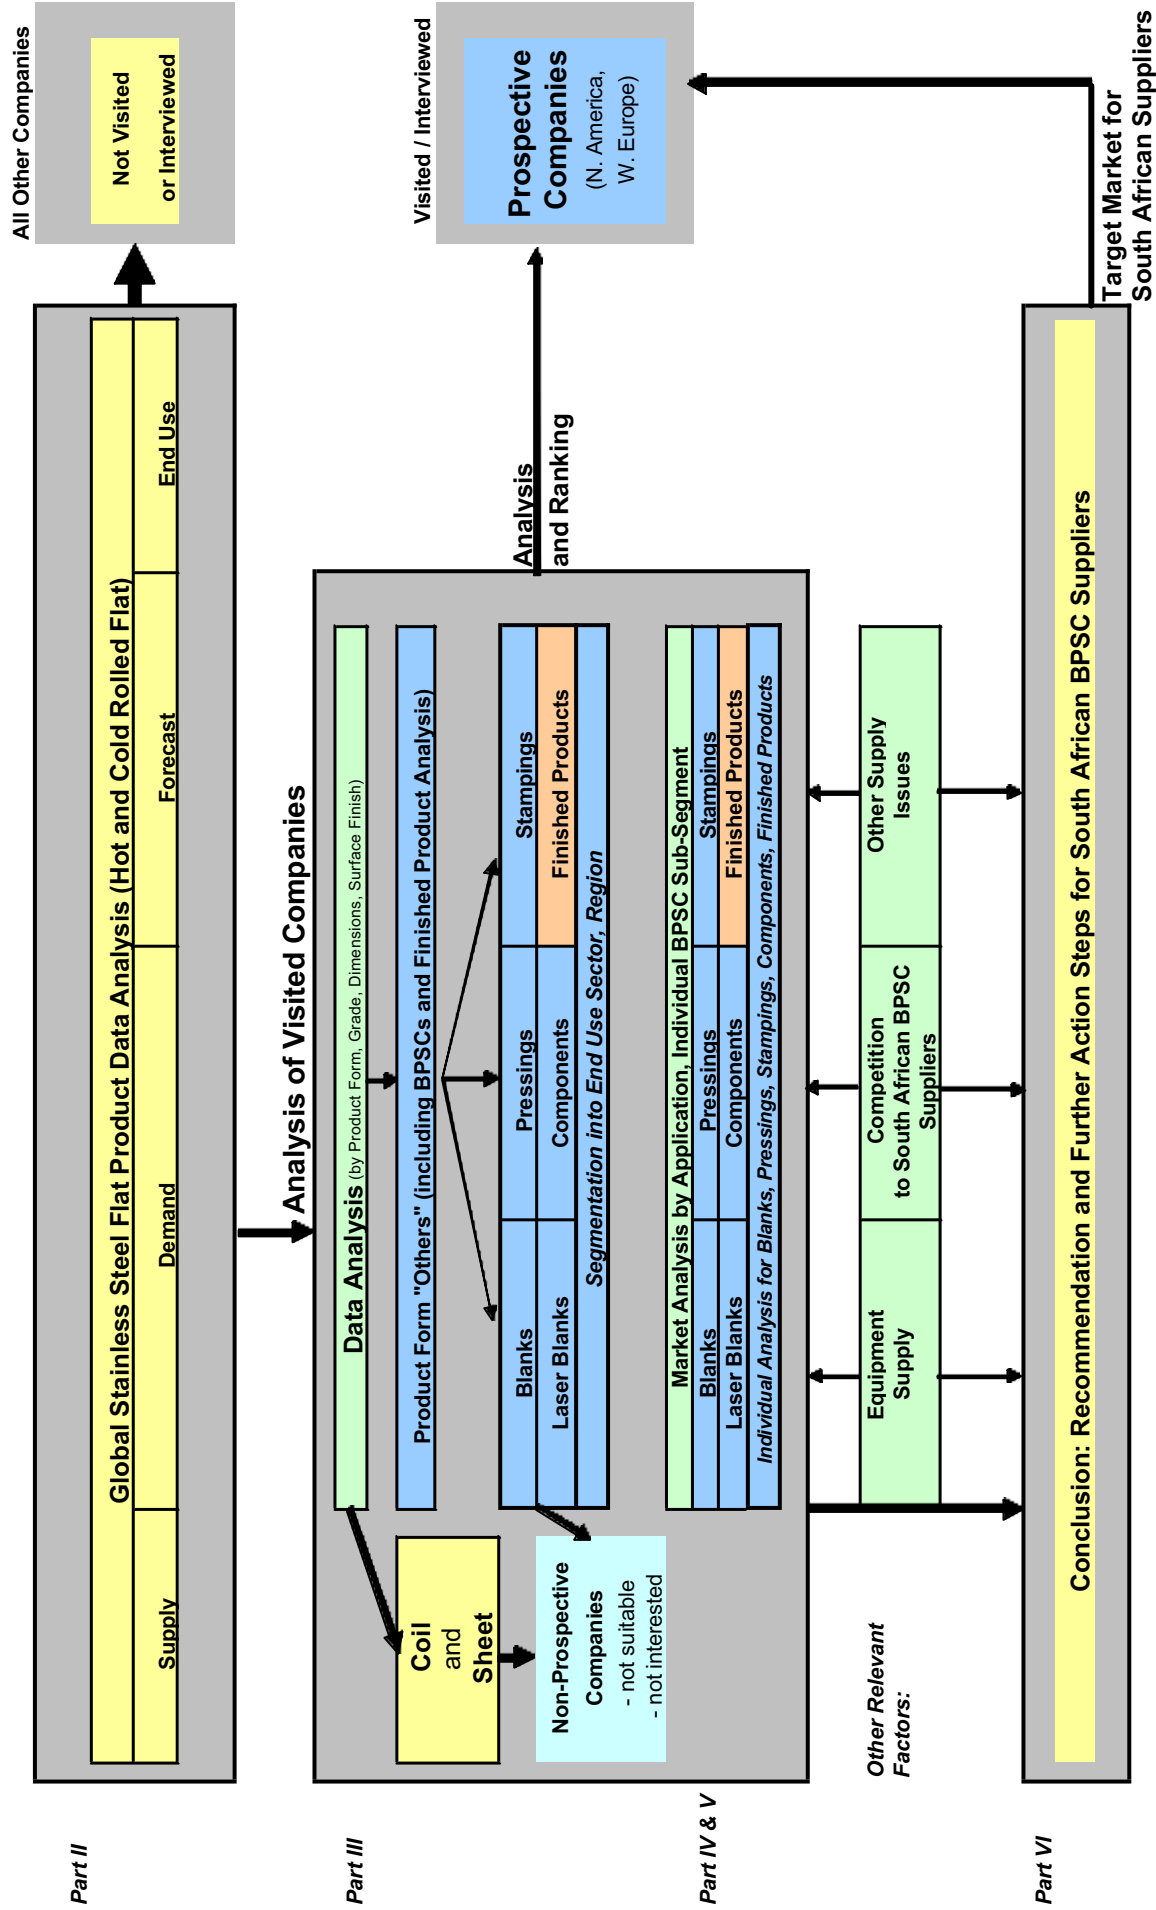 All Other Companies
Part II
Global Stainless Steel Flat Product Data Analysis (Hot and Cold Rolled Flat)
Supply
Demand
Forecast
End Use
Not Visited
or Interviewed
Analysis of Visited Companies
Visited / Interviewed
Part III
Data Analysis (by Product Form, Grade, Dimensions, Surface Finish)
Coil
and
Sheet
Product Form "Others" (including BPSCs and Finished Product Analysis)
Blanks
Pressings
Stampings
Laser Blanks
Components
Finished Products
Segmentation into End Use Sector, Region
Analysis
and Ranking
Prospective
Companies
(N. America,
W. Europe)
Non-Prospective
Companies
- not suitable
- not interested
Part IV & V
Market Analysis by Application, Individual BPSC Sub-Segment
Blanks
Pressings
Stampings
Laser Blanks
Components
Finished Products
Individual Analysis for Blanks, Pressings, Stampings, Components, Finished Products
Other Relevant
Factors:
Equipment
Supply
Competition
to South African BPSC
Suppliers
Other Supply
Issues
Part VI
Conclusion: Recommendation and Further Action Steps for South African BPSC Suppliers
Target Market for
South African Suppliers